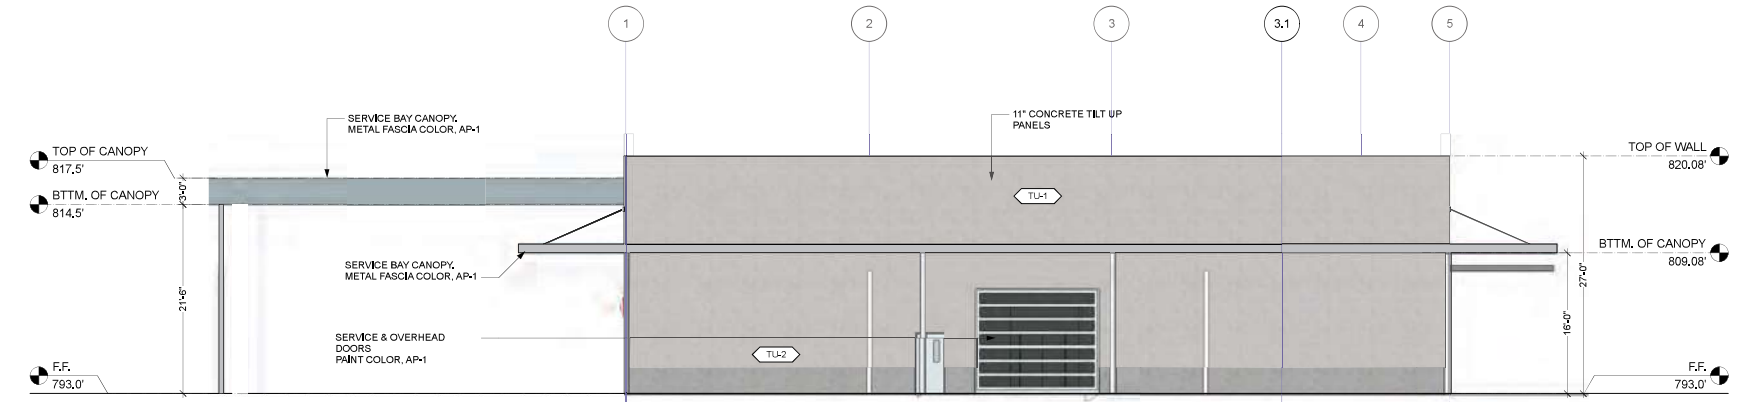 1
2
3
3.1
4
5
SERVICE BAY CANOPY.
METAL FASCIA COLOR, AP-1
11" CONCRETE TILT UP
PANELS
TOP OF CANOPY
817.5'
TOP OF WALL
820.08'
3'-0"
BTTM. OF CANOPY
814.5'
TU-1
BTTM. OF CANOPY
809.08'
SERVICE BAY CANOPY.
METAL FASCIA COLOR, AP-1
21'-6"
27'-0"
16'-0"
SERVICE & OVERHEAD
DOORS
PAINT COLOR, AP-1
TU-2
F.F.
793.0'
F.F.
793.0'